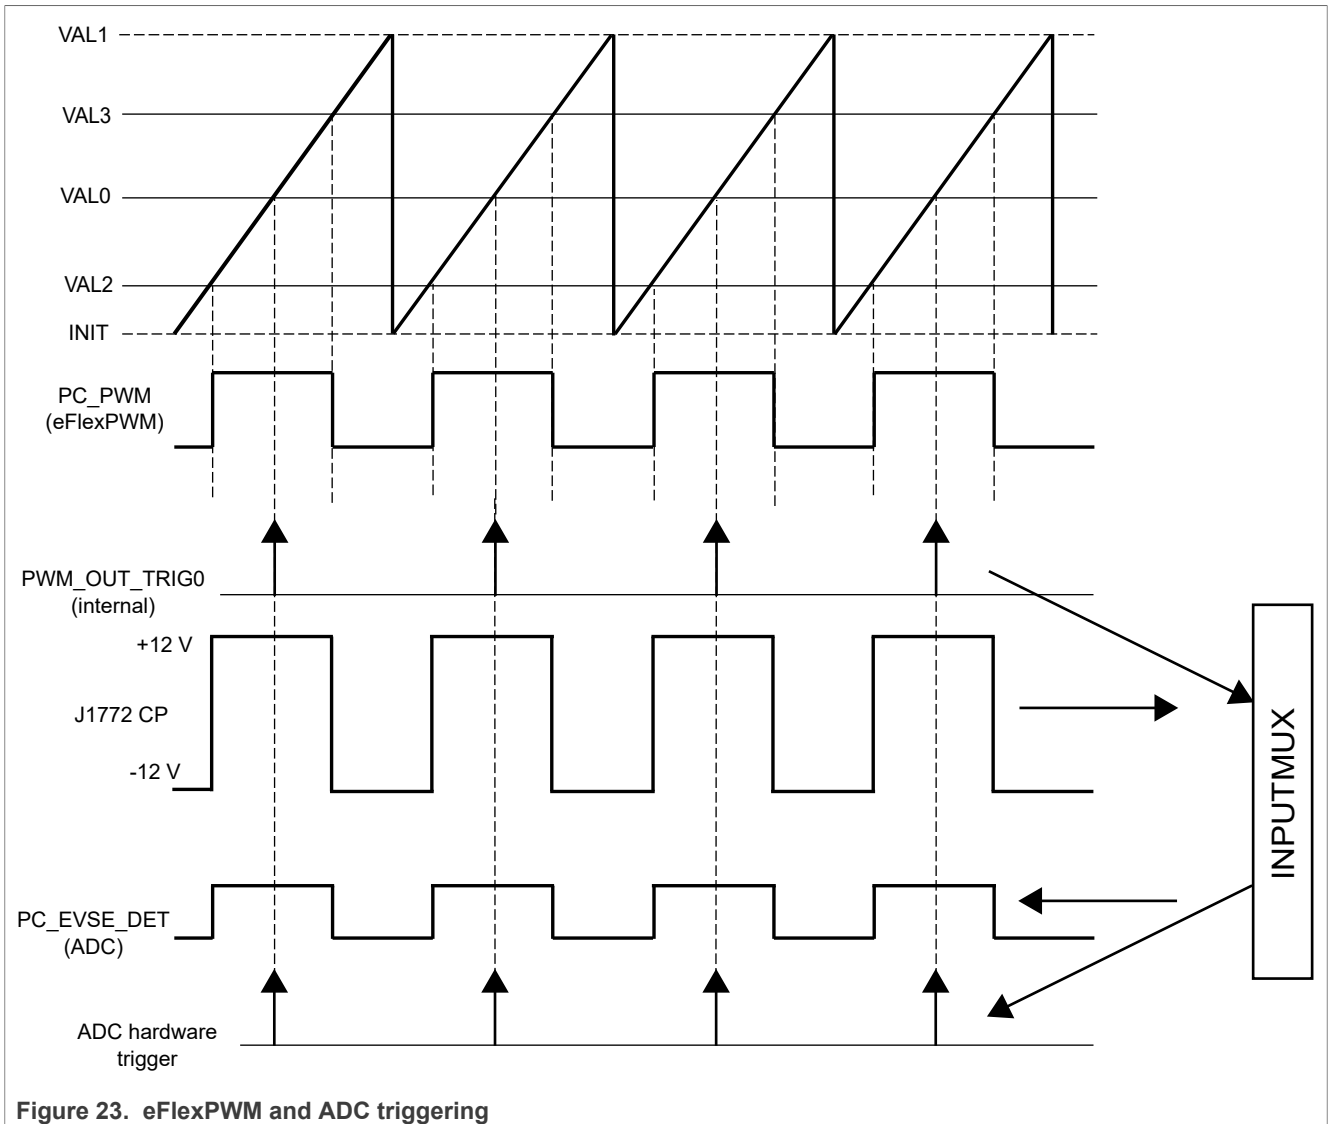 VAL1
VAL3
VAL0
VAL2
INIT
PC_PWM
(eFlexPWM)
PWM_OUT_TRIG0
(internal)
+12 V
J1772 CP
-12 V
INPUTMUX
PC_EVSE_DET
(ADC)
ADC hardware
trigger
Figure 23. eFlexPWM and ADC triggering